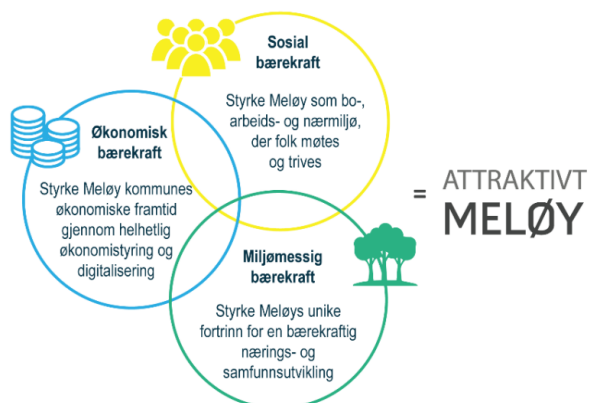 Sosial
bærekraft
Styrke Meløy som bo-,
arbeids- og nærmiljø,
der folk møtes
og trives
Økonomisk
bærekraft
Styrke Meløy kommunes
økonomiske framtid
gjennom helhetlig
økonomistyring og
digitalisering
Miljømessig
bærekraft
Styrke Meløys unike
fortrinn for en bærekraftig
nærings- og
samfunnsutvikling
= ATTRAKTIVT
MELØY